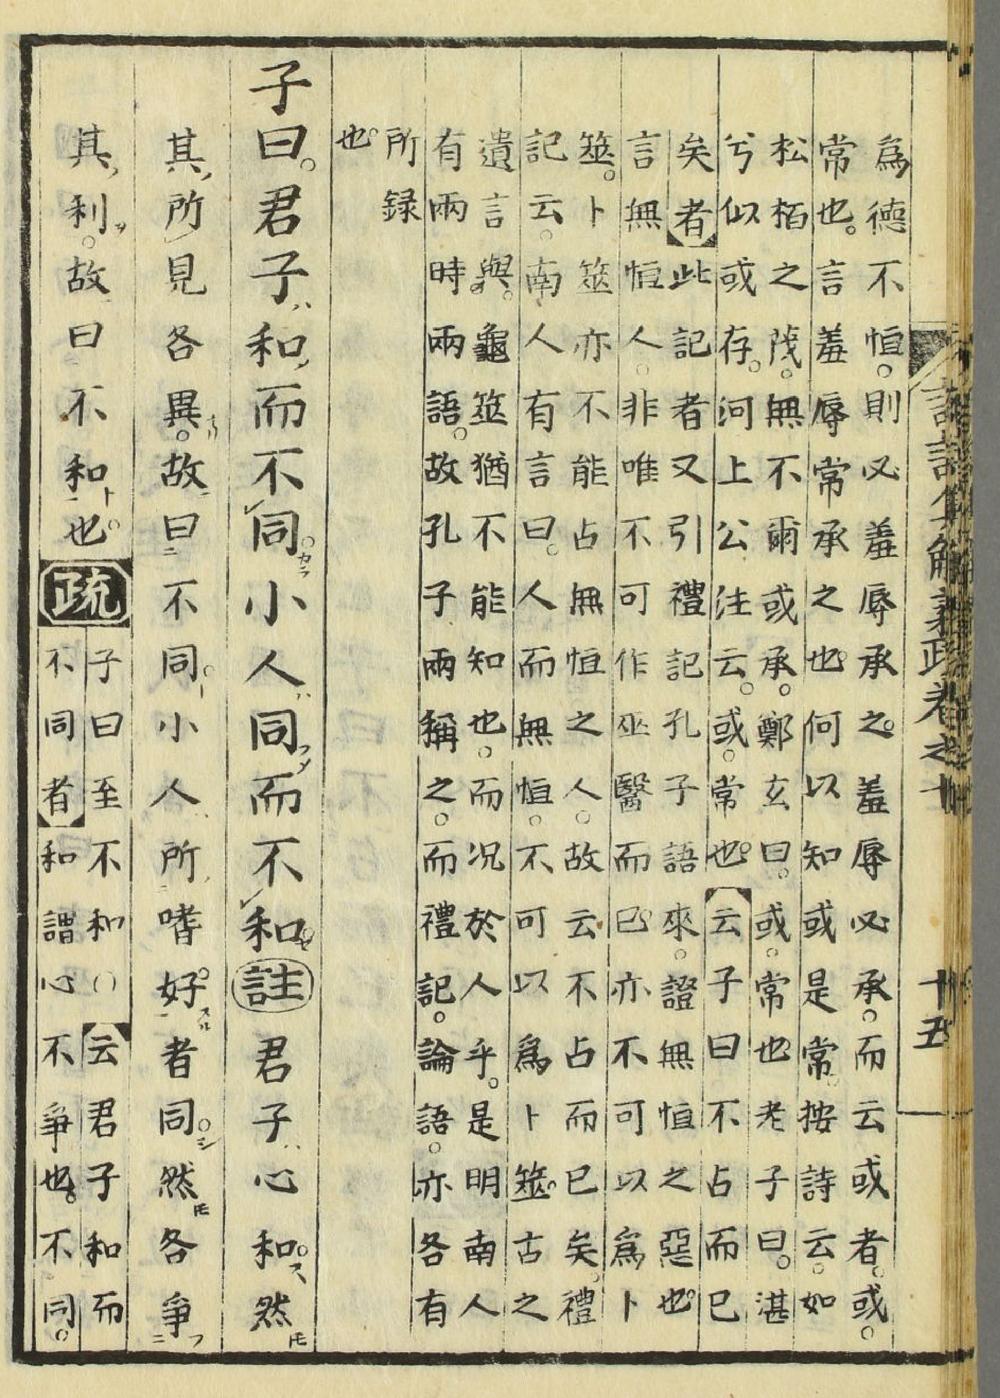 爲德不恒。則必羞辱承之。羞辱必承。而云或者。或。
常也。言羞辱常承之也。何以知或是常。按詩云。如
松栢之茂。無不爾或承。鄭玄曰。或。常也。老子曰。湛
兮似或存。河上公注云。或。常也。云子曰不占而已
矣者此記者又引禮記孔子語來。證無恒之惡也。
言無恒人。非唯不可作巫醫而已。亦不可以爲卜
筮。卜筮亦不能占無恒之人。故云不占而已矣。禮
記云。南人有言曰。人而無恒。不可以爲卜筮。古之
遺言與。龜筮猶不能知也。而况於人乎。是明南人
有兩時兩語。故孔子兩稱之。而禮記。論語。亦各有
所録
也。
子曰。君子和而不同。小人同而不和。註君子心和。然
其所見各異。故曰不同。小人所嗜好者同。然各爭
其利。故曰不和也。疏
子曰至不和○云君子和而
不同者和謂心不爭也。不同。
論語集解義疏卷之七
十五